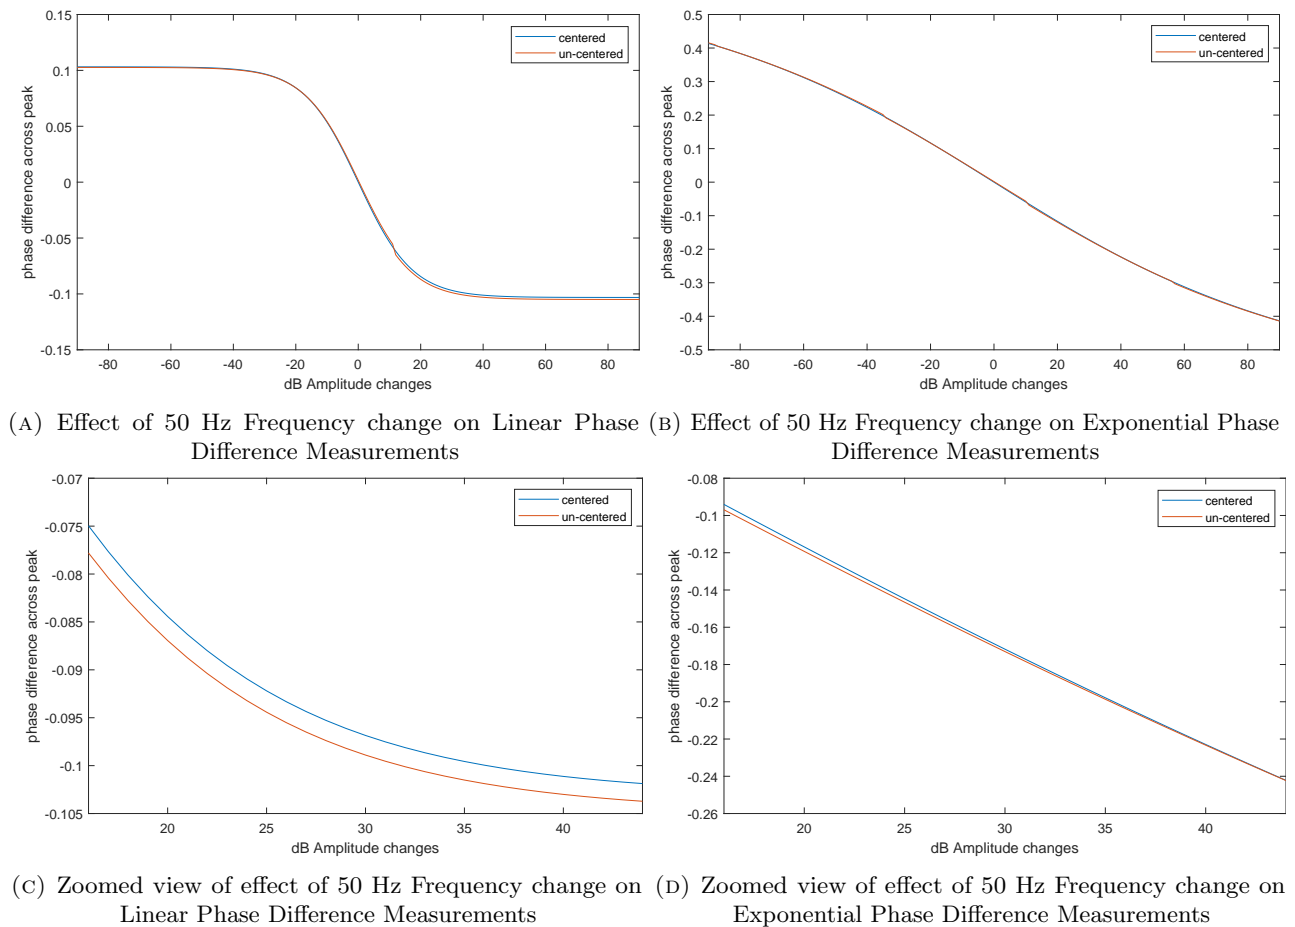 0.15
0.1
0.05
0
-0.05
-0.1
-0.15
phase difference across peak
centered
un-centered
-80 -60 -40 -20 0 20 40 60 80
dB Amplitude changes
(A) Effect of 50 Hz Frequency change on Linear Phase
Difference Measurements
0.5
0.4
0.3
0.2
0.1
0
-0.1
-0.2
-0.3
-0.4
-0.5
phase difference across peak
centered
un-centered
-80 -60 -40 -20 0 20 40 60 80
dB Amplitude changes
(B) Effect of 50 Hz Frequency change on Exponential Phase
Difference Measurements
-0.07
-0.075
-0.08
-0.085
-0.09
-0.095
-0.1
-0.105
phase difference across peak
centered
un-centered
20 25 30 35 40
dB Amplitude changes
(C) Zoomed view of effect of 50 Hz Frequency change on
Linear Phase Difference Measurements
-0.08
-0.1
-0.12
-0.14
-0.16
-0.18
-0.2
-0.22
-0.24
-0.26
phase difference across peak
centered
un-centered
20 25 30 35 40
dB Amplitude changes
(D) Zoomed view of effect of 50 Hz Frequency change on
Exponential Phase Difference Measurements